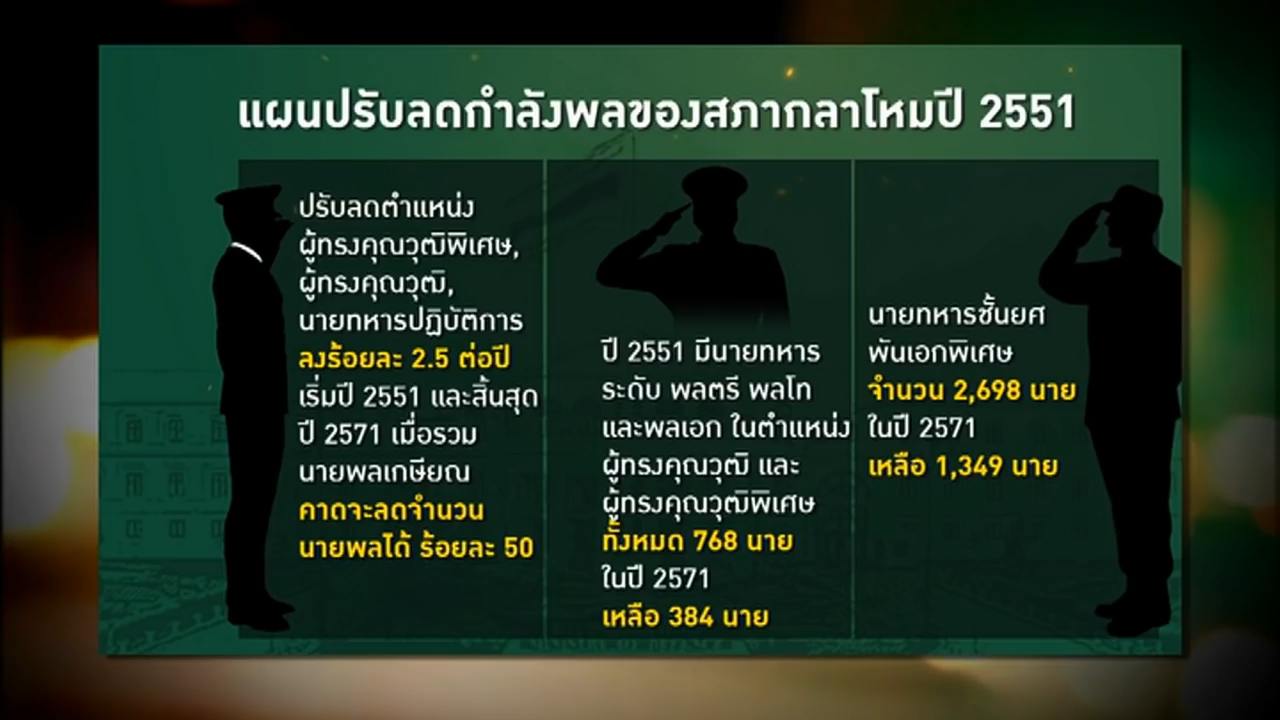 แผนปรับลดกำลังพลของสภากลาโหมปี 2551
ปรับลดตำแหน่ง
ผู้ทรงคุณวุฒิพิเศษ,
ผู้ทรงคุณวุฒิ,
นายทหารปฏิบัติการ
ลงร้อยละ 2.5 ต่อปี
เริ่มปี 2551 และสิ้นสุด
ปี 2571 เมื่อรวม
นายพลเกษียณ
คาดจะลดจำนวน
นายพลได้ ร้อยละ 50
ปี 2551 มีนายทหาร
ระดับ พลตรี พลโท
และพลเอก ในตำแหน่ง
ผู้ทรงคุณวุฒิ และ
ผู้ทรงคุณวุฒิพิเศษ
ทั้งหมด 768 นาย
ในปี 2571
เหลือ 384 นาย
นายทหารชั้นยศ
พันเอกพิเศษ
จำนวน 2,698 นาย
ในปี 2571
เหลือ 1,349 นาย